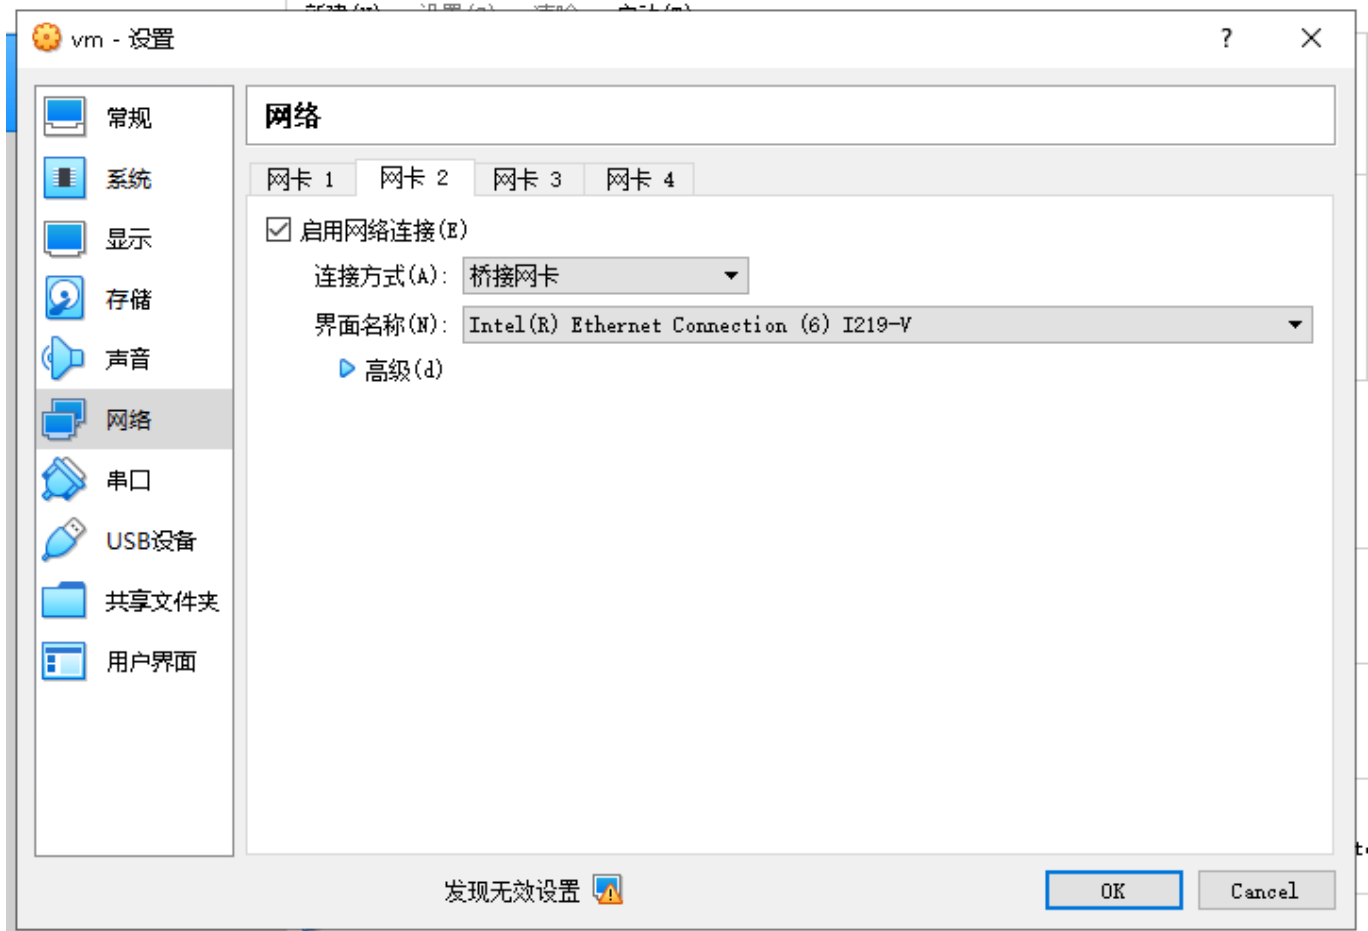 vm - 设置
?
常规
系统
显示
存储
声音
网络
串口
USB设备
共享文件夹
用户界面
网络
网卡 1
网卡 2
网卡 3
网卡 4
启用网络连接(E)
连接方式(A): 桥接网卡
界面名称(N): Intel(R) Ethernet Connection (6) I219-V
高级(d)
发现无效设置
OK
Cancel